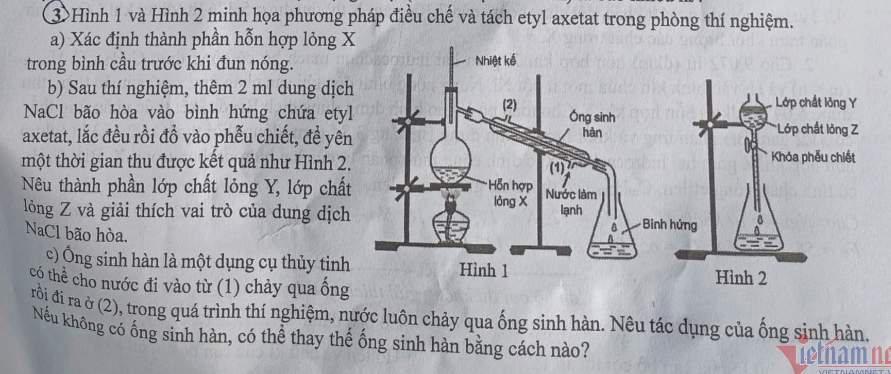 ③ Hình 1 và Hình 2 minh họa phương pháp điều chế và tách etyl axetat trong phòng thí nghiệm.
a) Xác định thành phần hỗn hợp lỏng X
trong bình cầu trước khi đun nóng.
b) Sau thí nghiệm, thêm 2 ml dung dịch
NaCl bão hòa vào bình hứng chứa etyl
axetat, lắc đều rồi đổ vào phễu chiết, để yên
một thời gian thu được kết quả như Hình 2.
Nêu thành phần lớp chất lỏng Y, lớp chất
lỏng Z và giải thích vai trò của dung dịch
NaCl bão hòa.
c) Ống sinh hàn là một dụng cụ thủy tinh
có thể cho nước đi vào từ (1) chảy qua ống
rồi đi ra ở (2), trong quá trình thí nghiệm, nước luôn chảy qua ống sinh hàn. Nêu tác dụng của ống sinh hàn.
Nếu không có ống sinh hàn, có thể thay thế ống sinh hàn bằng cách nào?
Nhiệt kế
(2)
Ống sinh
hàn
(1)
Hỗn hợp
lỏng X
Nước làm
lạnh
Bình hứng
Hình 1
Lớp chất lỏng Y
Lớp chất lỏng Z
Khóa phễu chiết
Hình 2
Vietnamne
VIETNAMNET.V